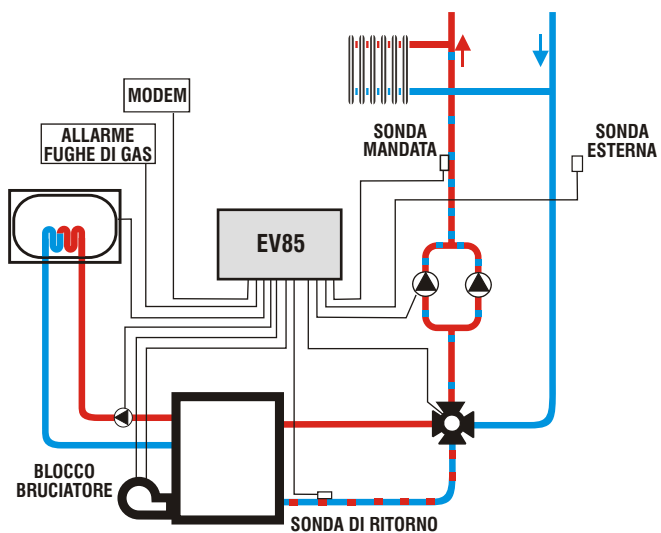 MODEM
ALLARME
FUGHE DI GAS
SONDA
MANDATA
SONDA
ESTERNA
EV85
BLOCCO
BRUCIATORE
SONDA DI RITORNO